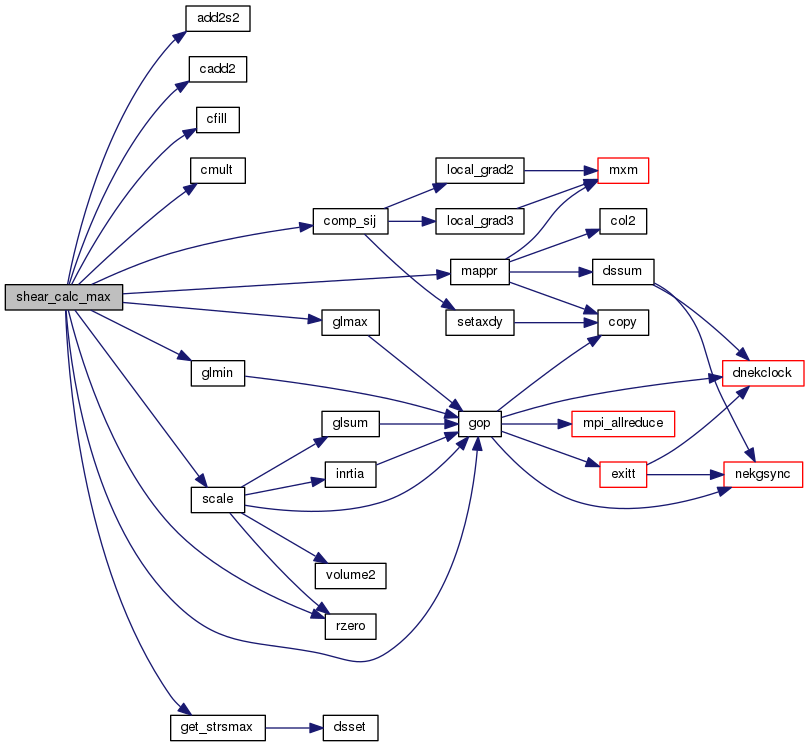 add2s2
cadd2
cfill
cmult
local_grad2
mxm
comp_sij
local_grad3
col2
mappr
dssum
shear_calc_max
glmax
setaxdy
copy
glmin
dnekclock
glsum
gop
mpi_allreduce
scale
inrtia
exitt
nekgsync
volume2
rzero
get_strsmax
dsset